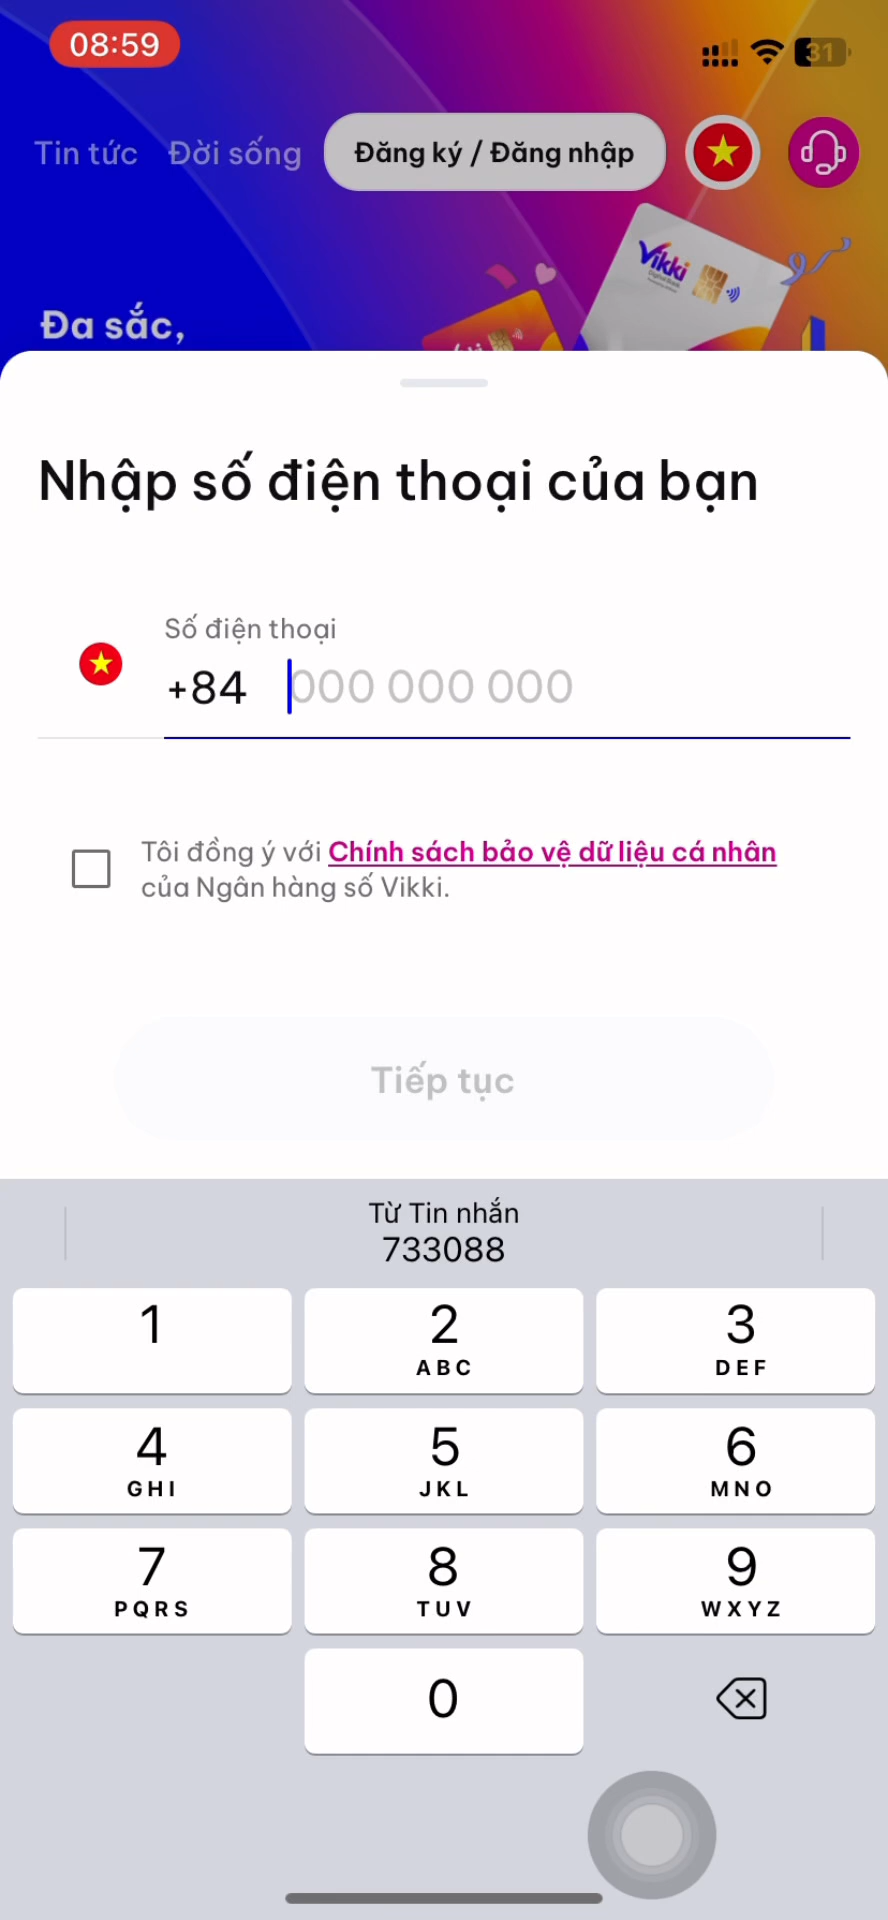 08:59
31
Tin tức
Đời sống
Đăng ký / Đăng nhập
Vikki
Digital Bank
Đa sắc,
Nhập số điện thoại của bạn
Số điện thoại
+84 000 000 000
Tôi đồng ý với Chính sách bảo vệ dữ liệu cá nhân
của Ngân hàng số Vikki.
Tiếp tục
Từ Tin nhắn
733088
1
2
3
ABC
DEF
4
5
6
GHI
JKL
MNO
7
8
9
PQRS
TUV
WXYZ
0